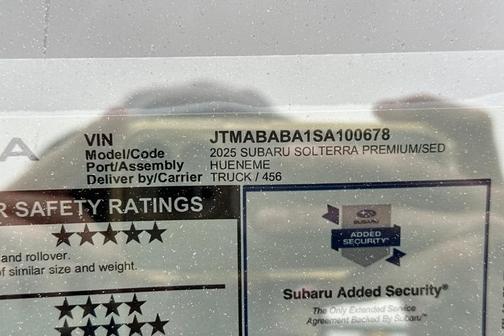 A
VIN JTMABABA1SA100678
Model/Code 2025 SUBARU SOLTERRA PREMIUM/SED
Port/Assembly HUENEME
Deliver by/Carrier TRUCK / 456
R SAFETY RATINGS
and rollover.
of similar size and weight.
SUBARU
ADDED
SECURITY®
Subaru Added Security®
The Only Extended Service
Agreement Backed By Subaru™